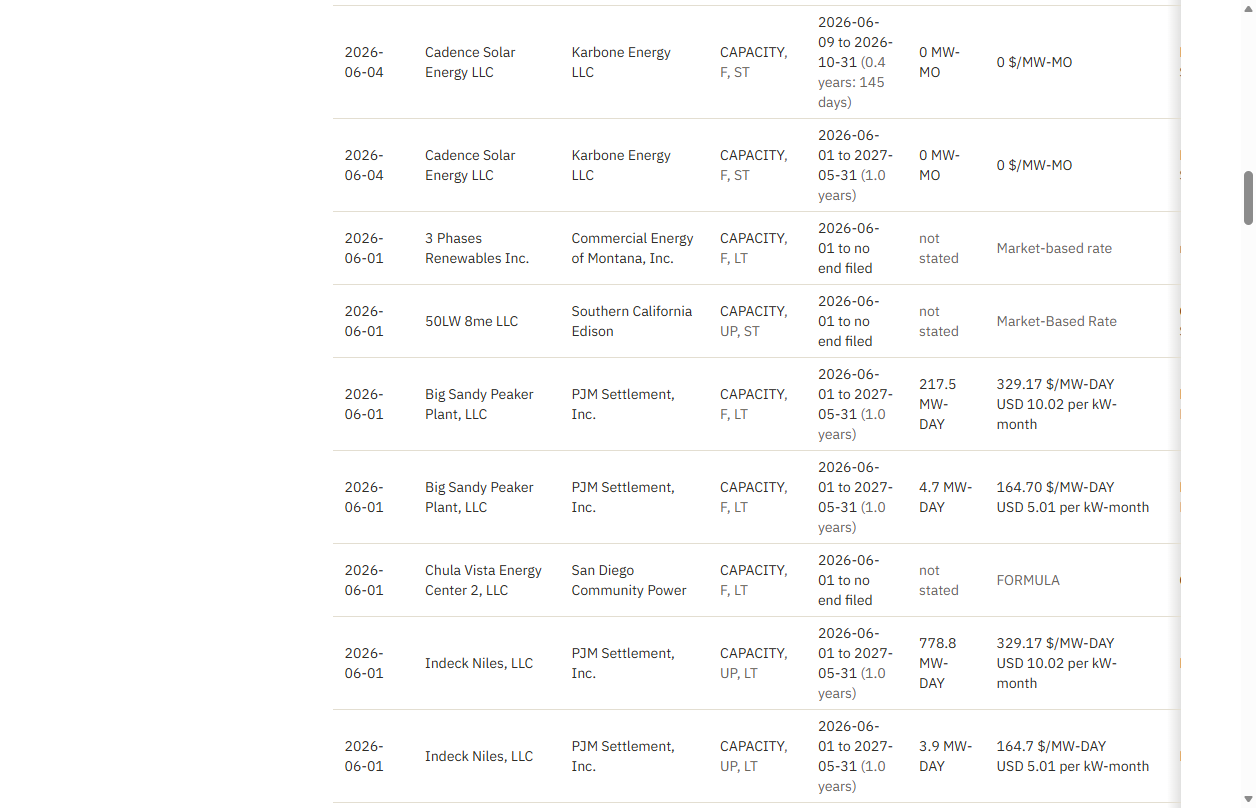 2026-06-04 Cadence Solar Energy LLC Karbone Energy LLC CAPACITY, F, ST 2026-06-09 to 2026-10-31 (0.4 years: 145 days) 0 MW-MO 0 $/MW-MO
2026-06-04 Cadence Solar Energy LLC Karbone Energy LLC CAPACITY, F, ST 2026-06-01 to 2027-05-31 (1.0 years) 0 MW-MO 0 $/MW-MO
2026-06-01 3 Phases Renewables Inc. Commercial Energy of Montana, Inc. CAPACITY, F, LT 2026-06-01 to no end filed not stated Market-based rate
2026-06-01 50LW 8me LLC Southern California Edison CAPACITY, UP, ST 2026-06-01 to no end filed not stated Market-Based Rate
2026-06-01 Big Sandy Peaker Plant, LLC PJM Settlement, Inc. CAPACITY, F, LT 2026-06-01 to 2027-05-31 (1.0 years) 217.5 MW-DAY 329.17 $/MW-DAY USD 10.02 per kW-month
2026-06-01 Big Sandy Peaker Plant, LLC PJM Settlement, Inc. CAPACITY, F, LT 2026-06-01 to 2027-05-31 (1.0 years) 4.7 MW-DAY 164.70 $/MW-DAY USD 5.01 per kW-month
2026-06-01 Chula Vista Energy Center 2, LLC San Diego Community Power CAPACITY, F, LT 2026-06-01 to no end filed not stated FORMULA
2026-06-01 Indeck Niles, LLC PJM Settlement, Inc. CAPACITY, UP, LT 2026-06-01 to 2027-05-31 (1.0 years) 778.8 MW-DAY 329.17 $/MW-DAY USD 10.02 per kW-month
2026-06-01 Indeck Niles, LLC PJM Settlement, Inc. CAPACITY, UP, LT 2026-06-01 to 2027-05-31 (1.0 years) 3.9 MW-DAY 164.7 $/MW-DAY USD 5.01 per kW-month